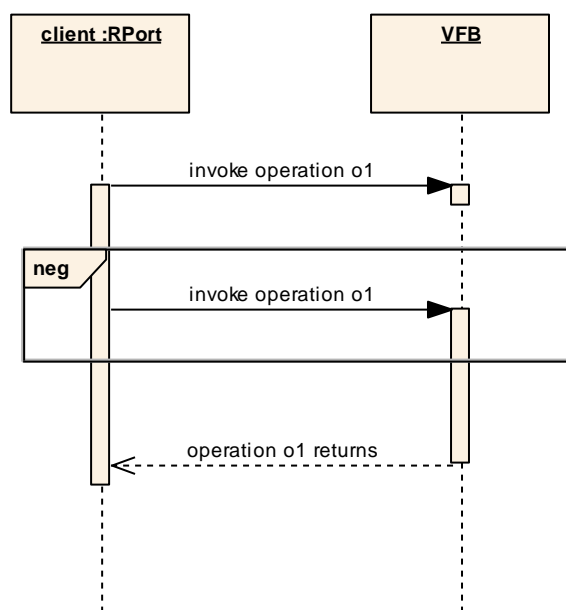 client :RPort
VFB
invoke operation o1
neg
invoke operation o1
operation o1 returns